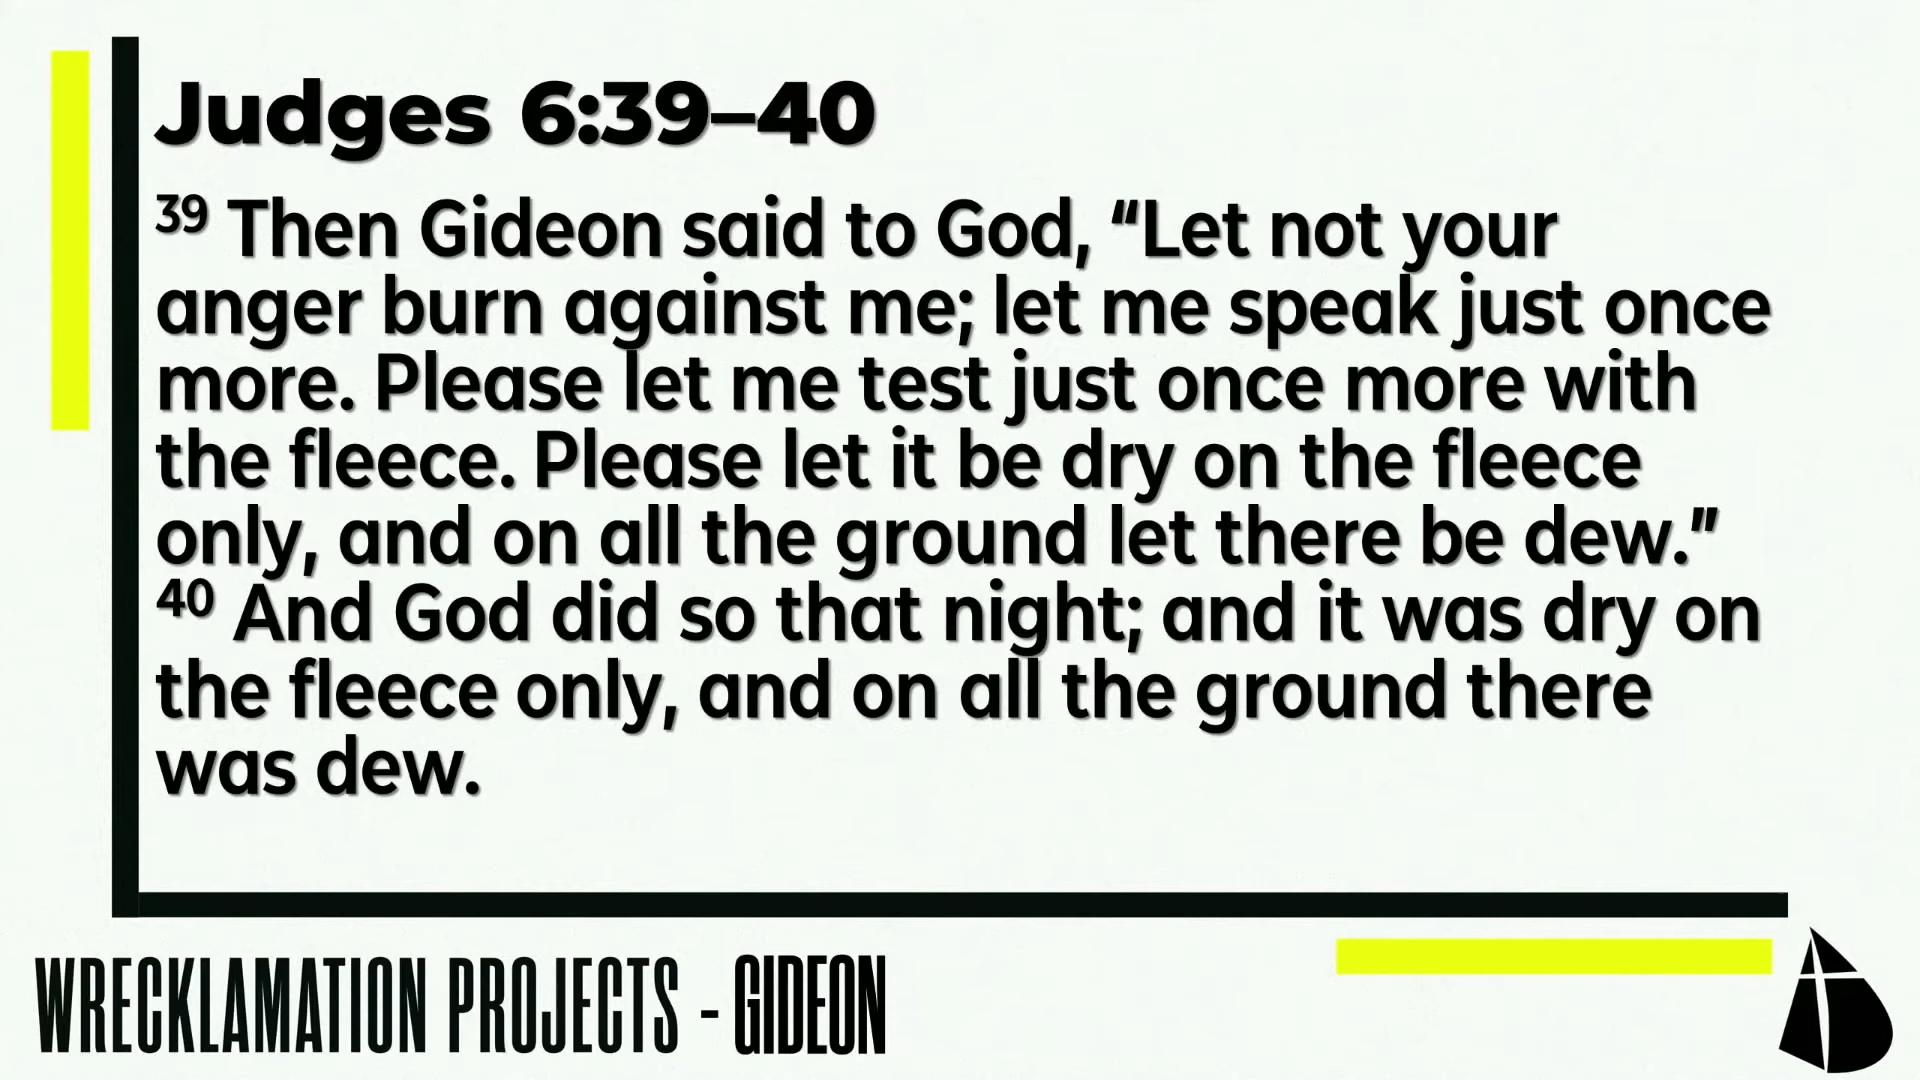 Judges 6:39–40
39 Then Gideon said to God, “Let not your
anger burn against me; let me speak just once
more. Please let me test just once more with
the fleece. Please let it be dry on the fleece
only, and on all the ground let there be dew.”
40 And God did so that night; and it was dry on
the fleece only, and on all the ground there
was dew.
WRECKLAMATION PROJECTS - GIDEON